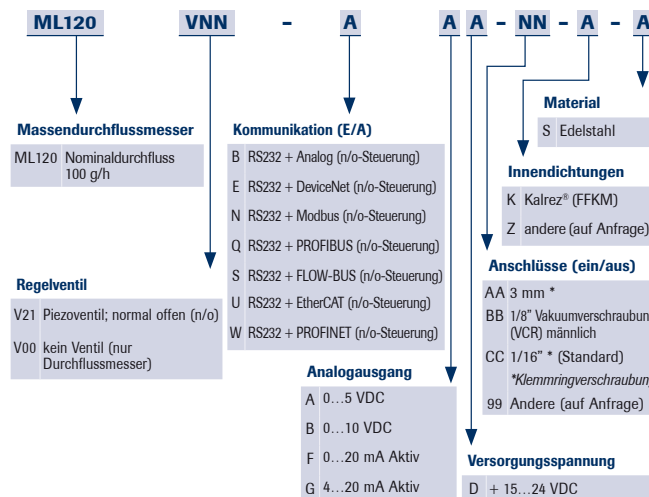 ML120 VNN - A A A - NN - A - A
Massendurchflussmesser
ML120 Nominaldurchfluss
100 g/h
Regelventil
V21 Piezoventil; normal offen (n/o)
V00 kein Ventil (nur
Durchflussmesser)
Kommunikation (E/A)
B RS232 + Analog (n/o-Steuerung)
E RS232 + DeviceNet (n/o-Steuerung)
N RS232 + Modbus (n/o-Steuerung)
Q RS232 + PROFIBUS (n/o-Steuerung)
S RS232 + FLOW-BUS (n/o-Steuerung)
U RS232 + EtherCAT (n/o-Steuerung)
W RS232 + PROFINET (n/o-Steuerung)
Analogausgang
A 0...5 VDC
B 0...10 VDC
F 0...20 mA Aktiv
G 4...20 mA Aktiv
Material
S Edelstahl
Innendichtungen
K Kalrez® (FFKM)
Z andere (auf Anfrage)
Anschlüsse (ein/aus)
AA 3 mm *
BB 1/8" Vakuumverschraubun
(VCR) männlich
CC 1/16" * (Standard)
*Klemmringverschraubun
99 Andere (auf Anfrage)
Versorgungsspannung
D + 15...24 VDC